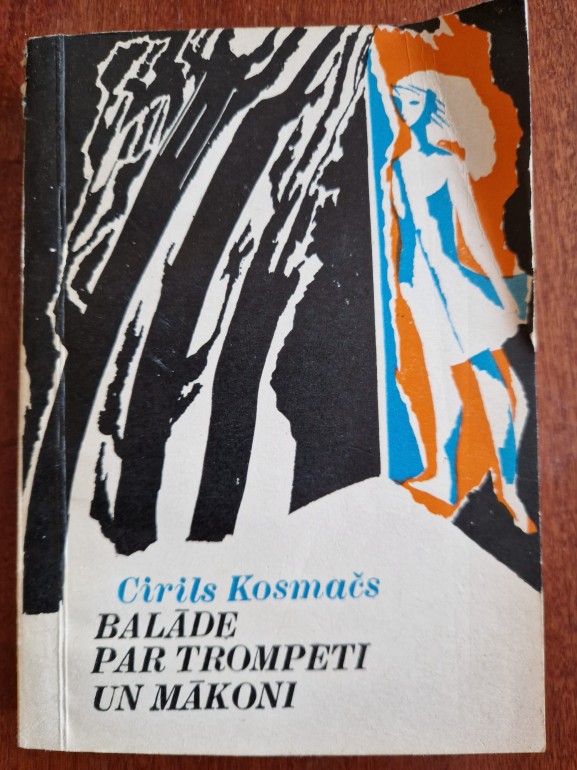 Cirils Kosmačs
BALĀDE
PAR TROMPETI
UN MĀKONI